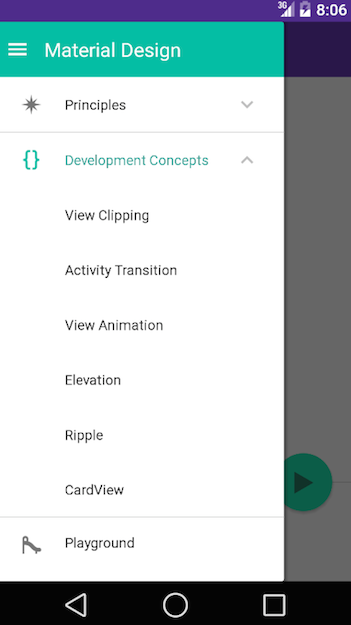 3G 8:06
Material Design
Principles
{} Development Concepts
View Clipping
Activity Transition
View Animation
Elevation
Ripple
CardView
Playground